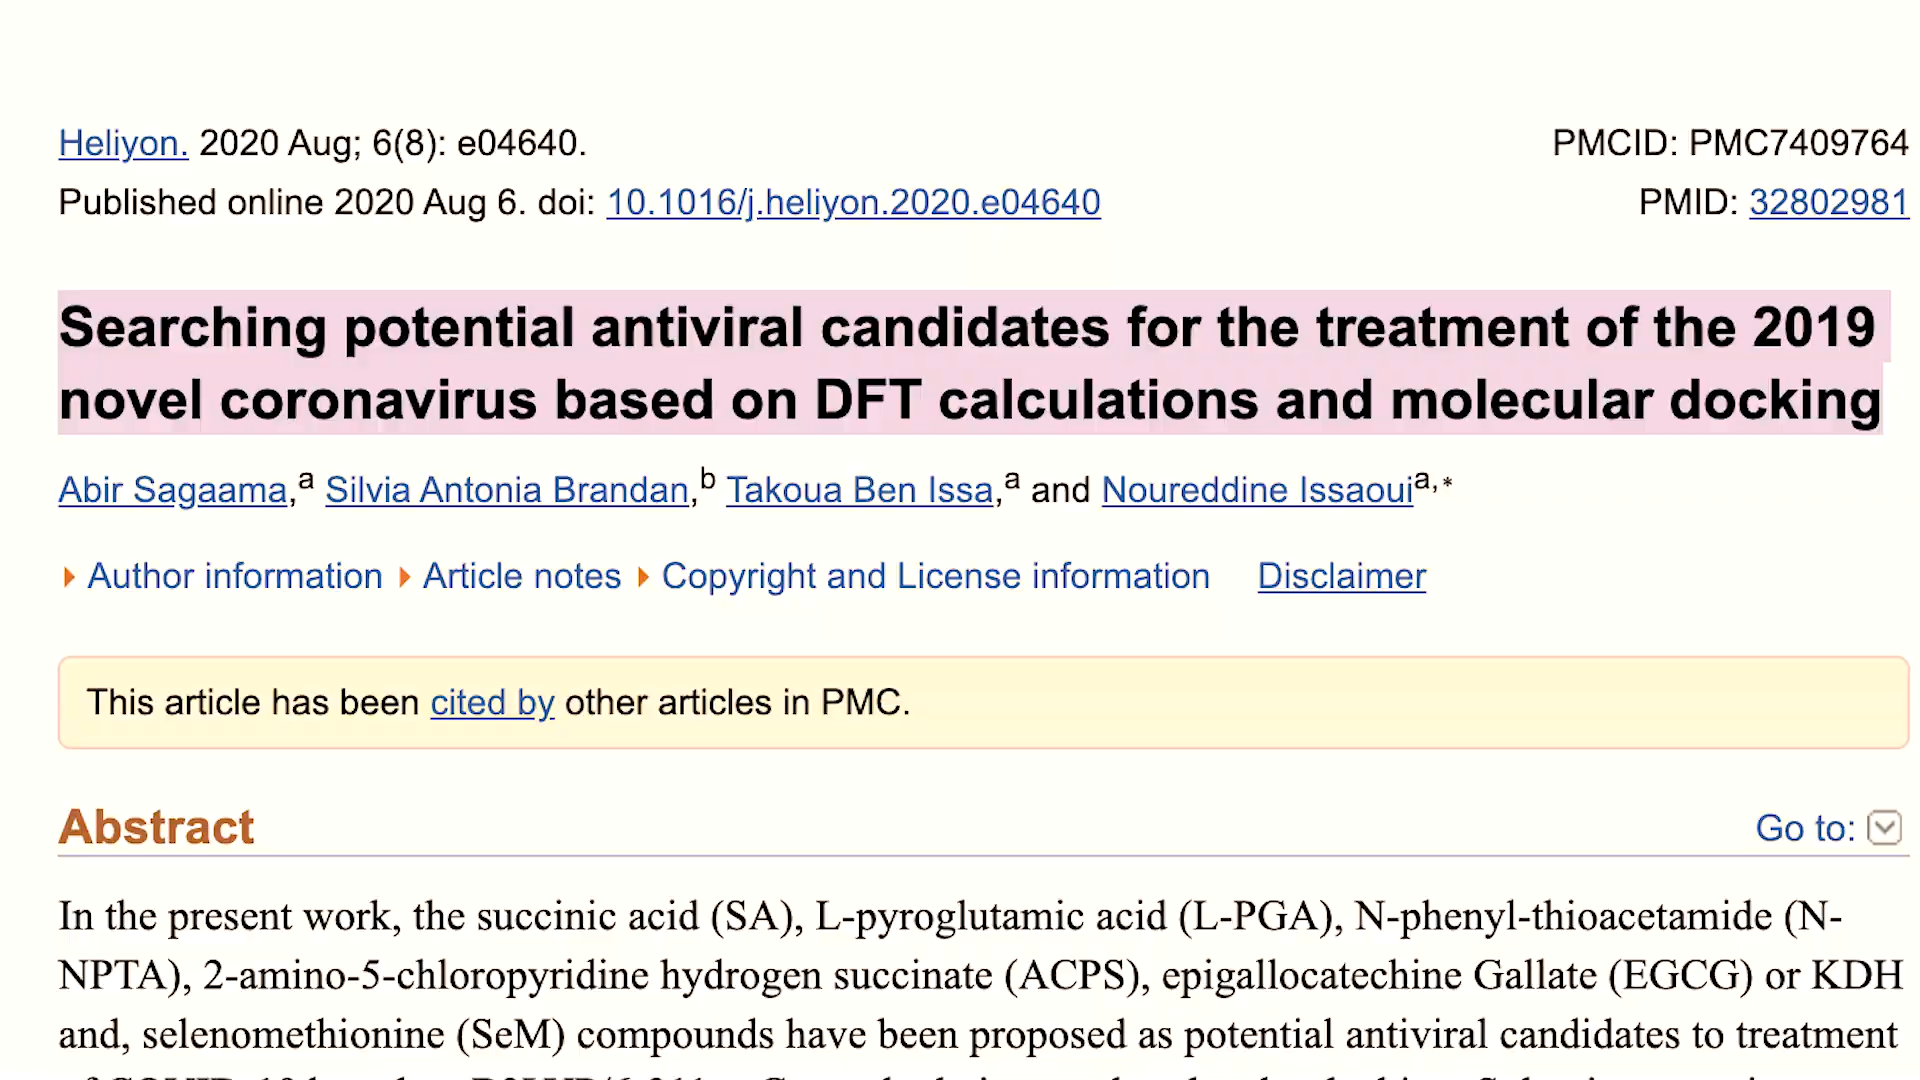 Heliyon. 2020 Aug; 6(8): e04640.
PMCID: PMC7409764
Published online 2020 Aug 6. doi: 10.1016/j.heliyon.2020.e04640
PMID: 32802981
Searching potential antiviral candidates for the treatment of the 2019
novel coronavirus based on DFT calculations and molecular docking
Abir Sagaama,a Silvia Antonia Brandan,b Takoua Ben Issa,a and Noureddine Issaouia,*
Author information Article notes Copyright and License information Disclaimer
This article has been cited by other articles in PMC.
Abstract
Go to:
In the present work, the succinic acid (SA), L-pyroglutamic acid (L-PGA), N-phenyl-thioacetamide (N-
NPTA), 2-amino-5-chloropyridine hydrogen succinate (ACPS), epigallocatechine Gallate (EGCG) or KDH
and, selenomethionine (SeM) compounds have been proposed as potential antiviral candidates to treatment